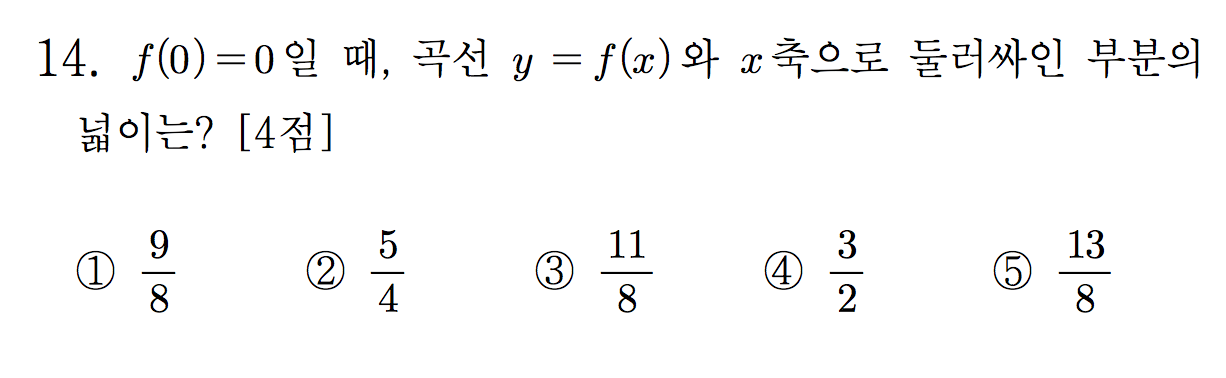 14. f(0)=0일 때, 곡선 y=f(x)와 x축으로 둘러싸인 부분의
넓이는? [4점]
① 9/8 ② 5/4 ③ 11/8 ④ 3/2 ⑤ 13/8